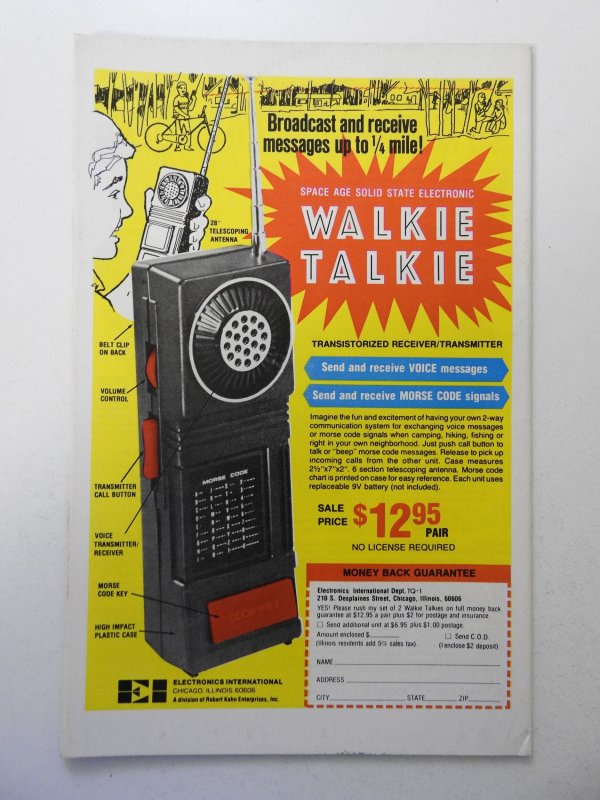 Broadcast and receive
messages up to 1/4 mile!
SPACE AGE SOLID STATE ELECTRONIC
WALKIE
TALKIE
28"
TELESCOPING
ANTENNA
TRANSISTORIZED RECEIVER/TRANSMITTER
Send and receive VOICE messages
Send and receive MORSE CODE signals
Imagine the fun and excitement of having your own 2-way
communication system for exchanging voice messages
or morse code signals when camping, hiking, fishing or
right in your own neighborhood. Just push call button to
talk or "beep" morse code messages. Release to pick up
incoming calls from the other unit. Case measures
2½"x7"x2". 6 section telescoping antenna. Morse code
chart is printed on case for easy reference. Each unit uses
replaceable 9V battery (not included).
SALE
PRICE $12 95
PAIR
NO LICENSE REQUIRED
BELT CLIP
ON BACK
VOLUME
CONTROL
TRANSMITTER
CALL BUTTON
VOICE
TRANSMITTER/
RECEIVER
MORSE
CODE KEY
HIGH IMPACT
PLASTIC CASE
MORSE CODE
MORSE KEY
EI ELECTRONICS INTERNATIONAL
CHICAGO, ILLINOIS 60606
A division of Robert Kahn Enterprises, Inc.
MONEY BACK GUARANTEE
Electronics International Dept. TQ-1
210 S. Desplaines Street, Chicago, Illinois, 60606
YES! Please rush my set of 2 Walkie Talkies on full money back
guarantee at $12.95 a pair plus $2 for postage and insurance.
☐ Send additional unit at $6.95 plus $1.00 postage.
Amount enclosed $ ☐ Send C.O.D.
(Illinois residents add 5% sales tax) (I enclose $2 deposit)
NAME
ADDRESS
CITY STATE ZIP